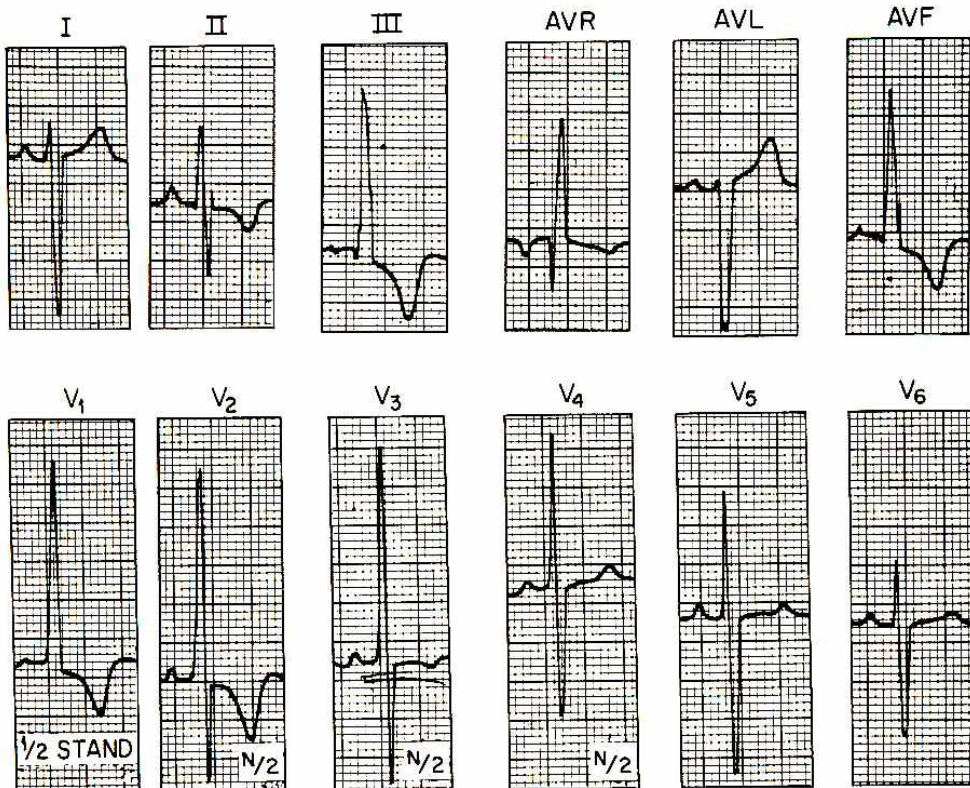 I II III AVR AVL AVF
V1 V2 V3 V4 V5 V6
1/2 STAND N/2 N/2 N/2